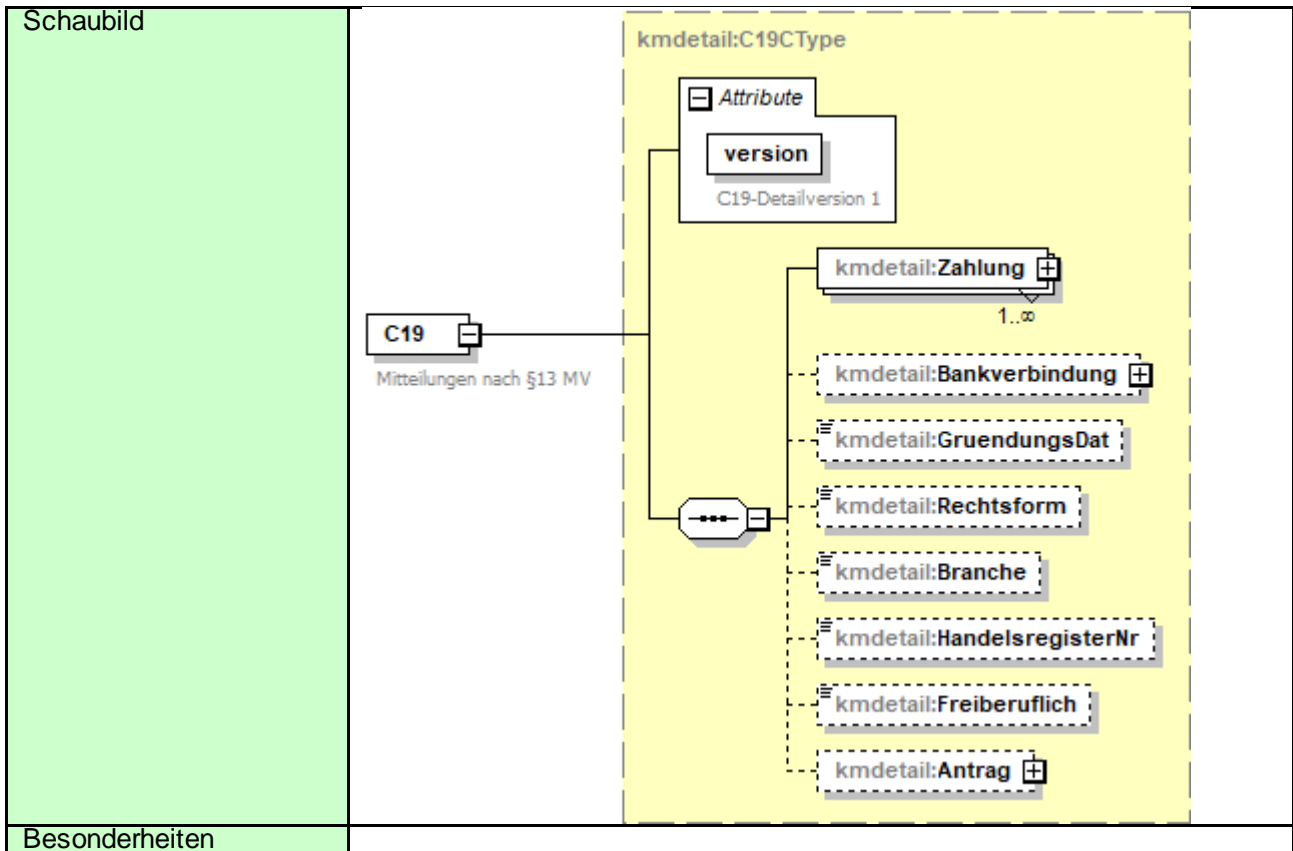 Schaubild
kmdetail:C19CType
Attribute
version
C19-Detailversion 1
kmdetail:Zahlung
1..∞
C19
Mitteilungen nach §13 MV
kmdetail:Bankverbindung
kmdetail:GruendungsDat
kmdetail:Rechtsform
kmdetail:Branche
kmdetail:HandelsregisterNr
kmdetail:Freiberuflich
kmdetail:Antrag
Besonderheiten